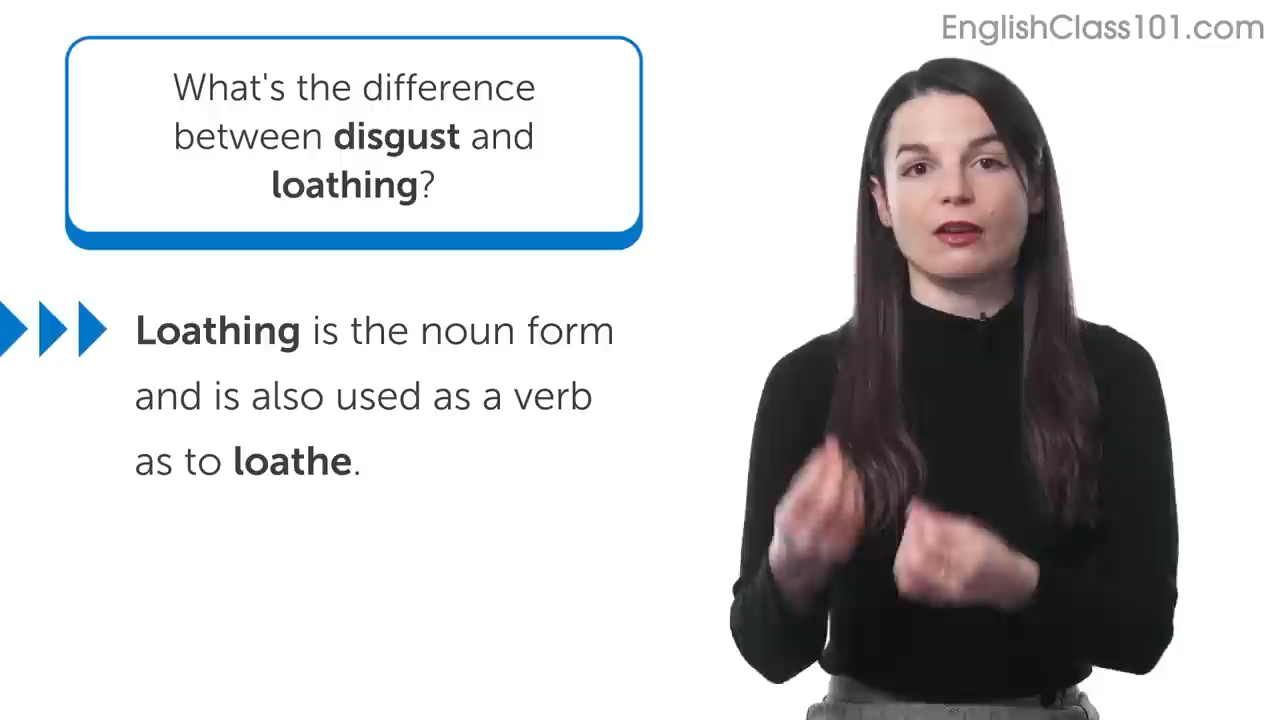 EnglishClass101.com
What's the difference
between disgust and
loathing?
Loathing is the noun form
and is also used as a verb
as to loathe.